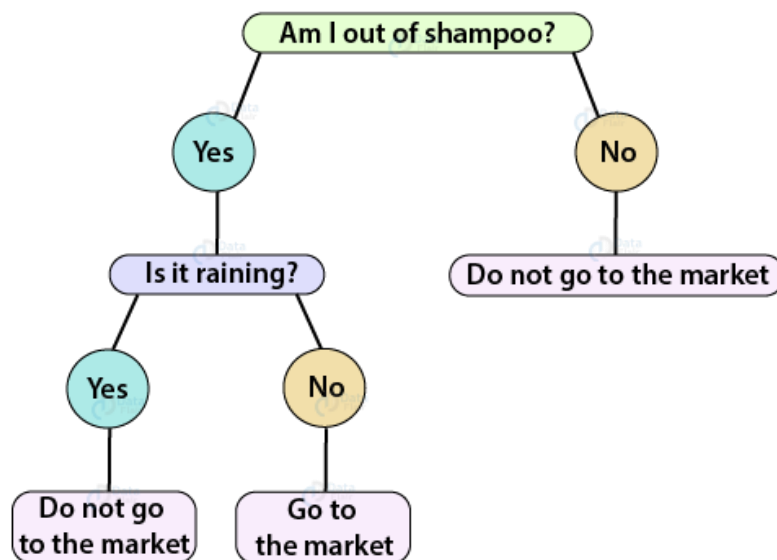 Am I out of shampoo?
Yes
No
Is it raining?
Do not go to the market
Yes
No
Do not go
to the market
Go to
the market